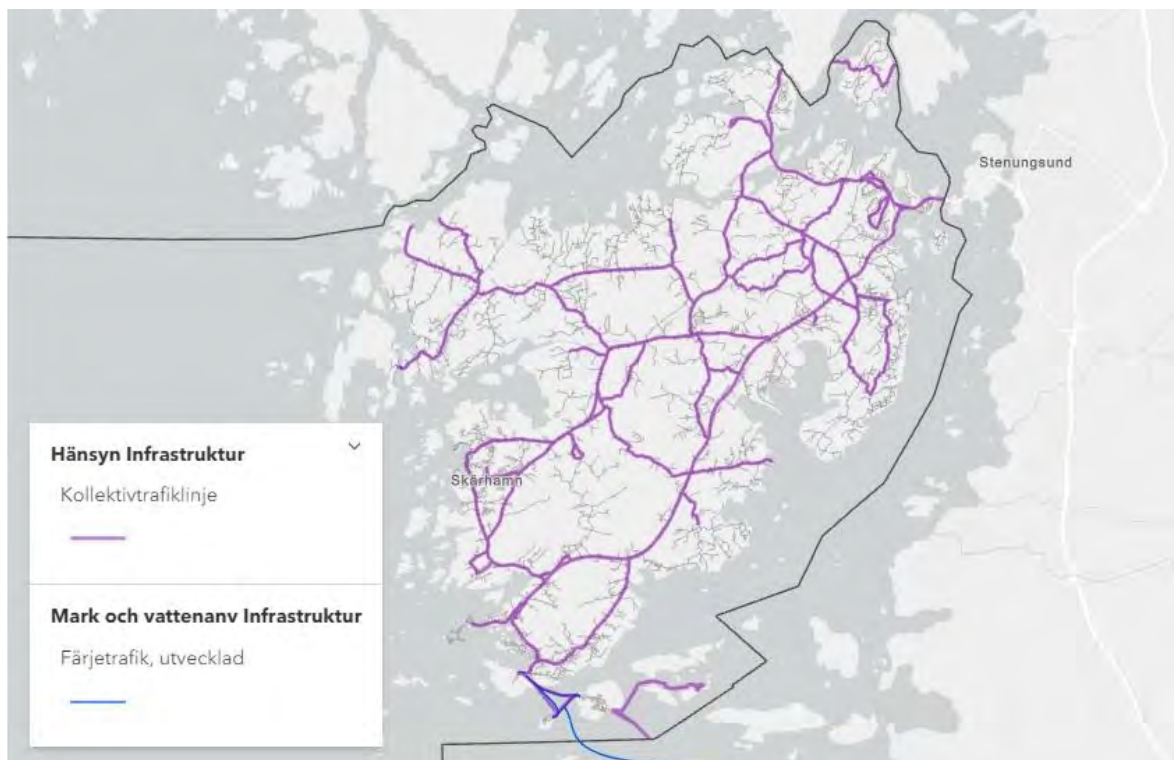 Stenungsund
Skärhamn
Hänsyn Infrastruktur
Kollektivtrafiklinje
Mark och vattenanv Infrastruktur
Färjetrafik, utvecklad